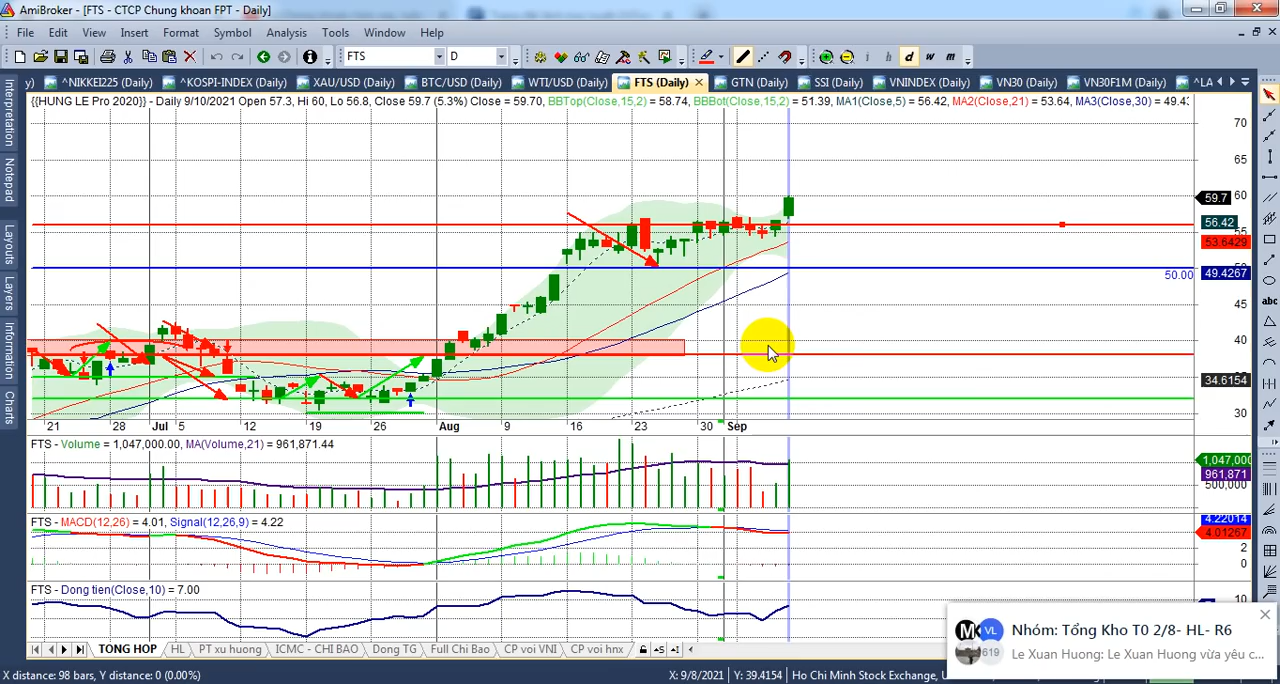 AmiBroker - [FTS - CTCP Chung khoan FPT - Daily]
File Edit View Insert Format Symbol Analysis Tools Window Help
FTS D i h d w m
y) ^NIKKEI225 (Daily) ^KOSPI-INDEX (Daily) XAU/USD (Daily) BTC/USD (Daily) WTI/USD (Daily) FTS (Daily) GTN (Daily) SSI (Daily) VNINDEX (Daily) VN30 (Daily) VN30F1M (Daily) ^LA
{{HUNG LE Pro 2020}} - Daily 9/10/2021 Open 57.3, Hi 60, Lo 56.8, Close 59.7 (5.3%) Close = 59.70, BBTop(Close,15,2) = 58.74, BBBot(Close,15,2) = 51.39, MA1(Close,5) = 56.42, MA2(Close,21) = 53.64, MA3(Close,30) = 49.43
Interpretation
Notepad
Layouts
Layers
Information
Charts
70
65
60
59.7
56.42
55
53.6429
50.00
49.4267
45
40
34.6154
30
21 28 Jul 5 12 19 26 Aug 9 16 23 30 Sep
FTS - Volume = 1,047,000.00, MA(Volume,21) = 961,871.44
1,047,000
961,871
500,000
FTS - MACD(12,26) = 4.01, Signal(12,26,9) = 4.22
4.22014
4.01267
2
0
FTS - Dong tien(Close,10) = 7.00
10
abc
Nhóm: Tổng Kho T0 2/8- HL- R6
M VL
619
Le Xuan Huong: Le Xuan Huong vừa yêu c...
TONG HOP HL PT xu huong ICMC - CHI BAO Dong TG Full Chi Bao CP voi VNI CP voi hnx
X distance: 98 bars, Y distance: 0 (0.00%) X: 9/8/2021 Y: 39.4154 Ho Chi Minh Stock Exchange,